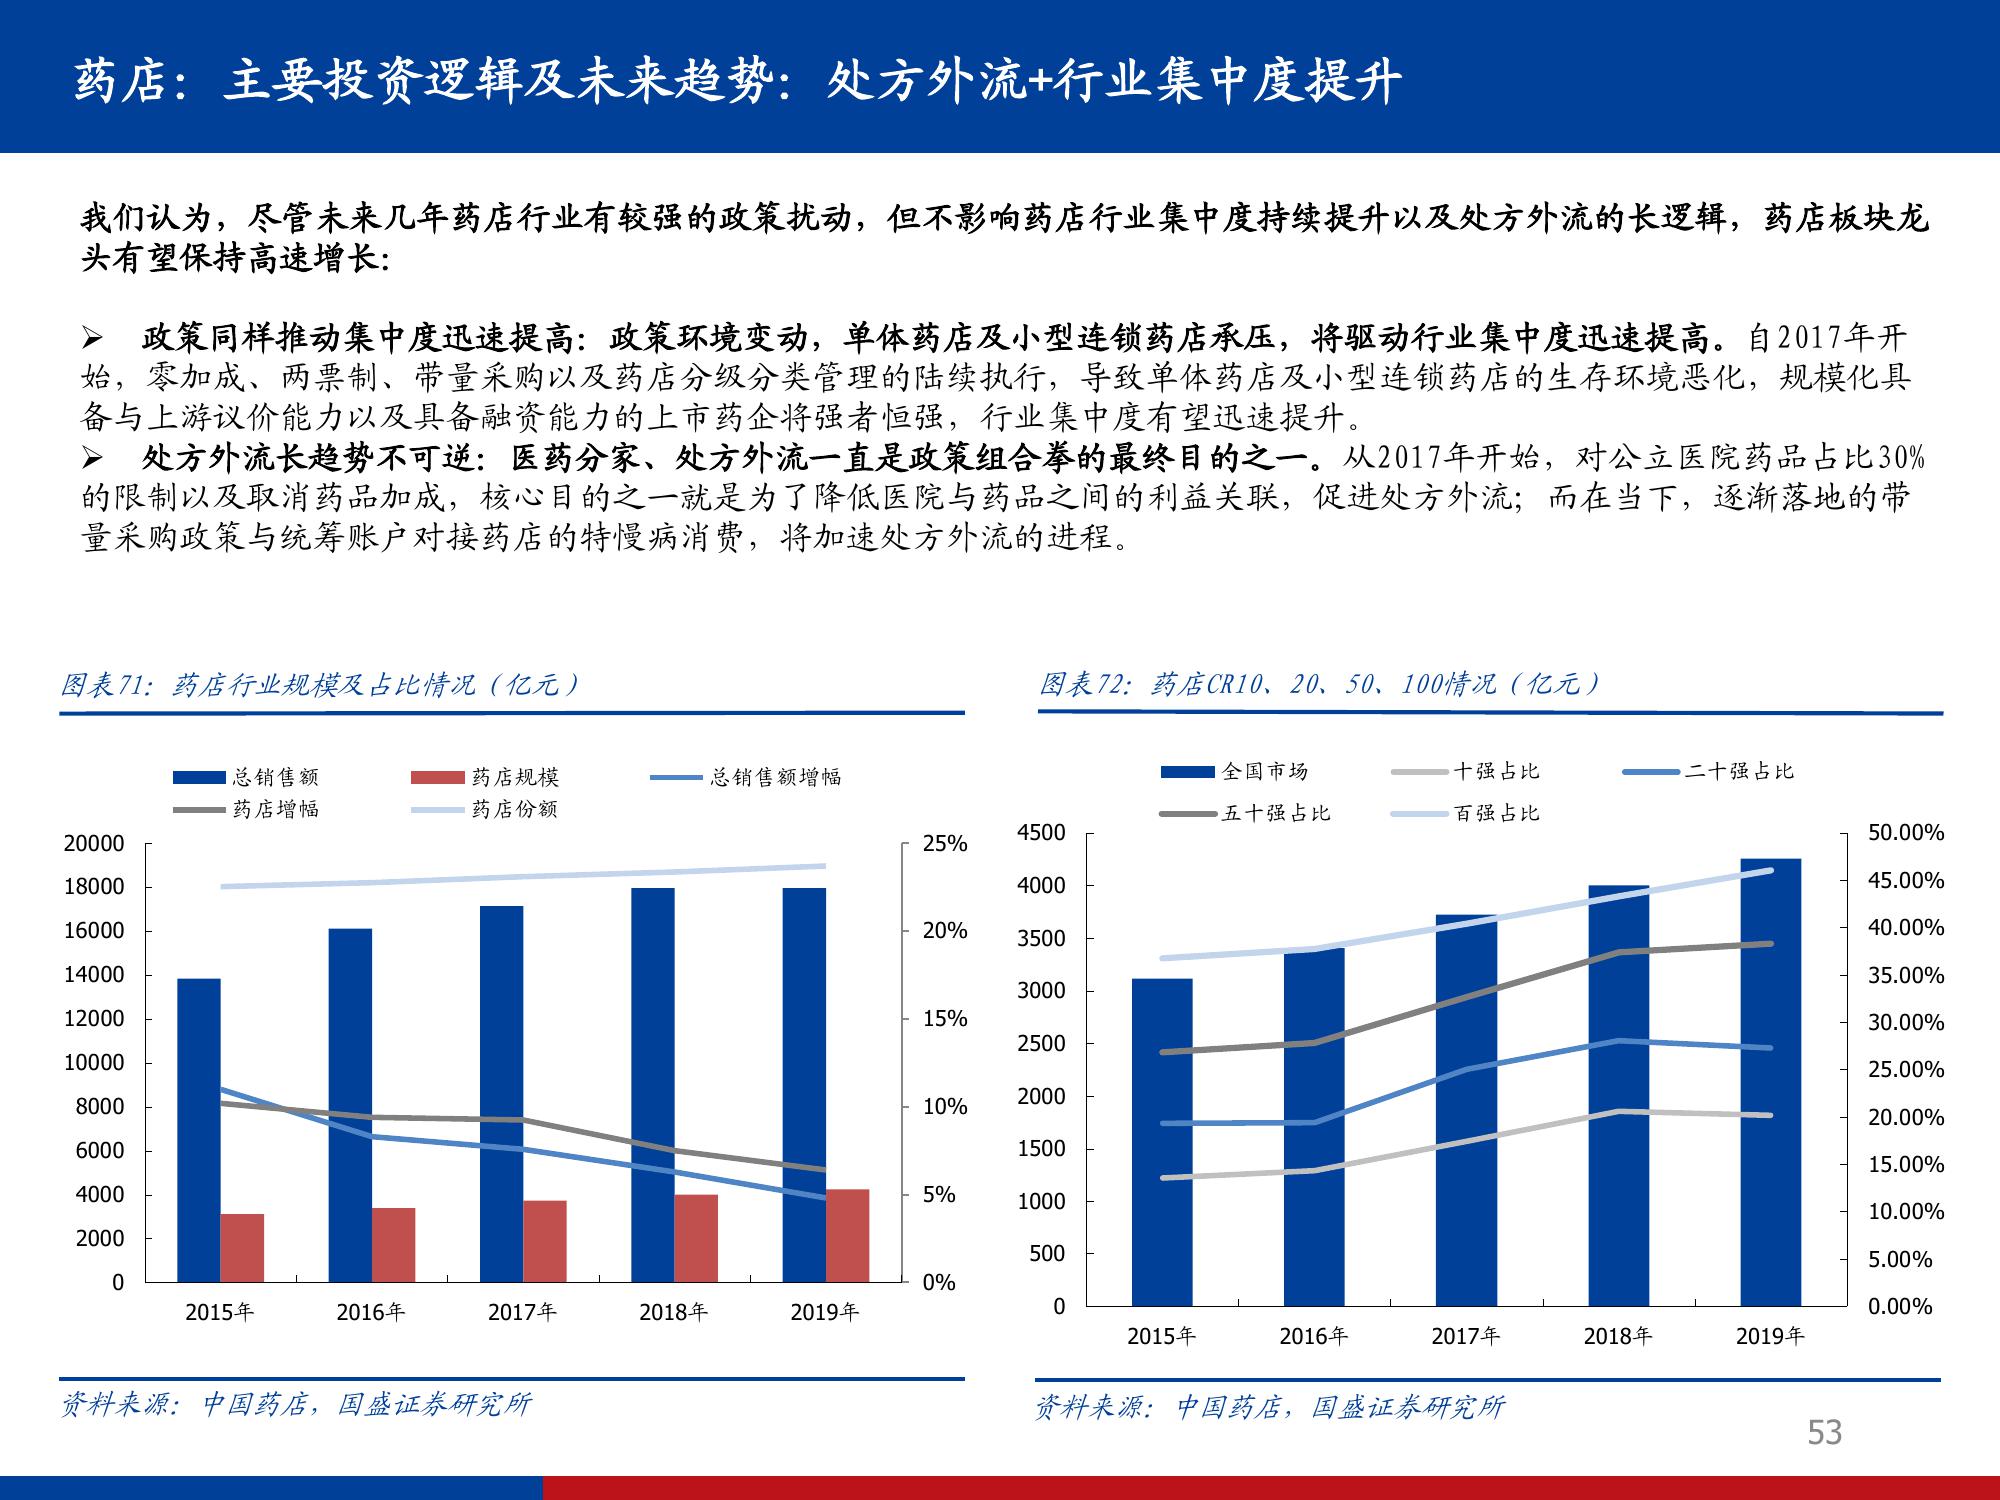 药店：主要投资逻辑及未来趋势：处方外流+行业集中度提升
我们认为，尽管未来几年药店行业有较强的政策扰动，但不影响药店行业集中度持续提升以及处方外流的长逻辑，药店板块龙
头有望保持高速增长：
➢ 政策同样推动集中度迅速提高：政策环境变动，单体药店及小型连锁药店承压，将驱动行业集中度迅速提高。自2017年开
始，零加成、两票制、带量采购以及药店分级分类管理的陆续执行，导致单体药店及小型连锁药店的生存环境恶化，规模化具
备与上游议价能力以及具备融资能力的上市药企将强者恒强，行业集中度有望迅速提升。
➢ 处方外流长趋势不可逆：医药分家、处方外流一直是政策组合拳的最终目的之一。从2017年开始，对公立医院药品占比30%
的限制以及取消药品加成，核心目的之一就是为了降低医院与药品之间的利益关联，促进处方外流；而在当下，逐渐落地的带
量采购政策与统筹账户对接药店的特慢病消费，将加速处方外流的进程。
图表71：药店行业规模及占比情况（亿元）
总销售额 药店规模 总销售额增幅
药店增幅 药店份额
20000
18000
16000
14000
12000
10000
8000
6000
4000
2000
0
25%
20%
15%
10%
5%
0%
2015年 2016年 2017年 2018年 2019年
资料来源：中国药店，国盛证券研究所
图表72：药店CR10、20、50、100情况（亿元）
全国市场 十强占比 二十强占比
五十强占比 百强占比
4500
4000
3500
3000
2500
2000
1500
1000
500
0
50.00%
45.00%
40.00%
35.00%
30.00%
25.00%
20.00%
15.00%
10.00%
5.00%
0.00%
2015年 2016年 2017年 2018年 2019年
资料来源：中国药店，国盛证券研究所
53